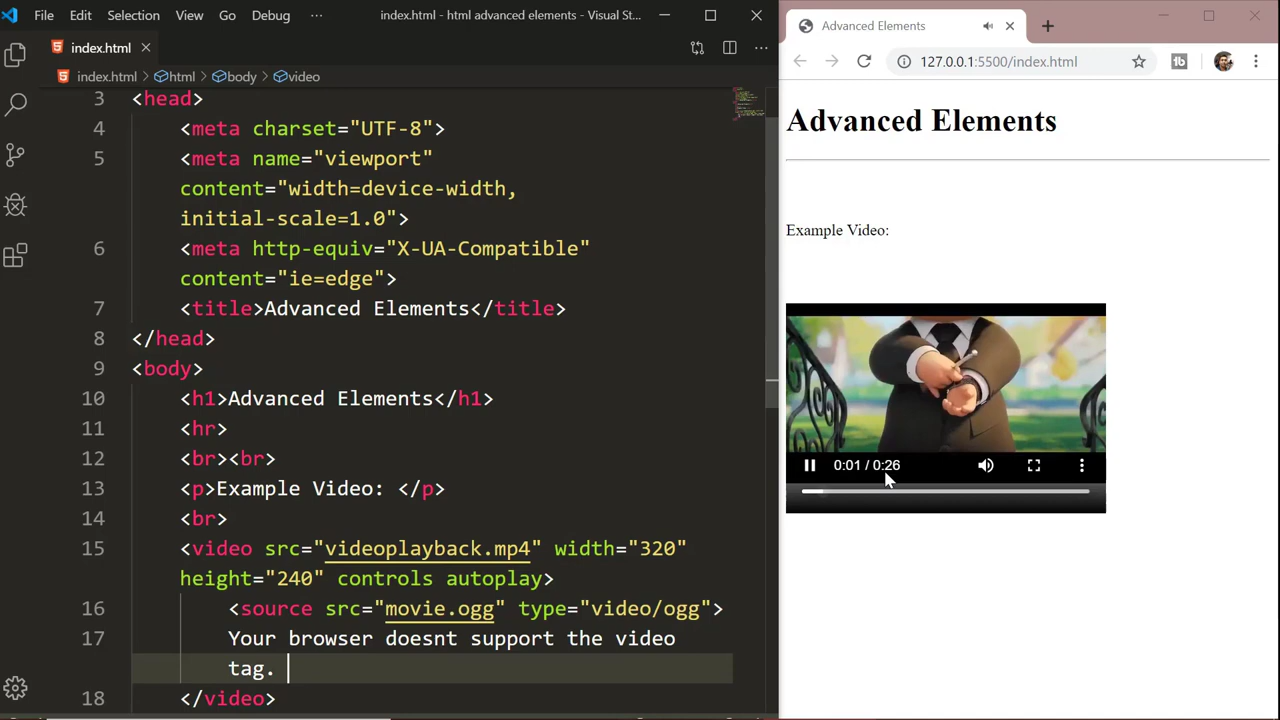 File Edit Selection View Go Debug ··· index.html - html advanced elements - Visual St...
index.html
index.html > html > body > video
3 <head>
4 <meta charset="UTF-8">
5 <meta name="viewport"
content="width=device-width,
initial-scale=1.0">
6 <meta http-equiv="X-UA-Compatible"
content="ie=edge">
7 <title>Advanced Elements</title>
8 </head>
9 <body>
10 <h1>Advanced Elements</h1>
11 <hr>
12 <br><br>
13 <p>Example Video: </p>
14 <br>
15 <video src="videoplayback.mp4" width="320"
height="240" controls autoplay>
16 <source src="movie.ogg" type="video/ogg">
17 Your browser doesnt support the video
tag.
18 </video>
Advanced Elements
127.0.0.1:5500/index.html
tb
Advanced Elements
Example Video:
0:01 / 0:26